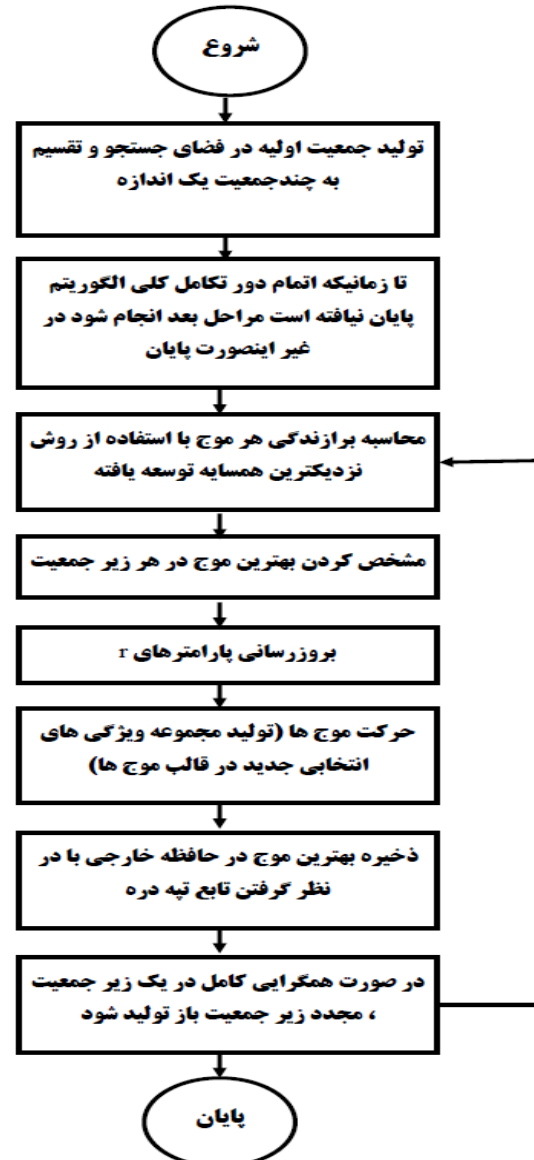 شروع
تولید جمعیت اولیه در فضای جستجو و تقسیم
به چندجمعیت یک اندازه
تا زمانیکه اتمام دور تکامل کلی الگوریتم
پایان نیافته است مراحل بعد انجام شود در
غیر اینصورت پایان
محاسبه برازندگی هر موج با استفاده از روش
نزدیکترین همسایه توسعه یافته
مشخص کردن بهترین موج در هر زیر جمعیت
بروزرسانی پارامترهای r
حرکت موج ها (تولید مجموعه ویژگی های
انتخابی جدید در قالب موج ها)
ذخیره بهترین موج در حافظه خارجی با در
نظر گرفتن تابع تپه دره
در صورت همگرایی کامل در یک زیر جمعیت
، مجدد زیر جمعیت باز تولید شود
پایان